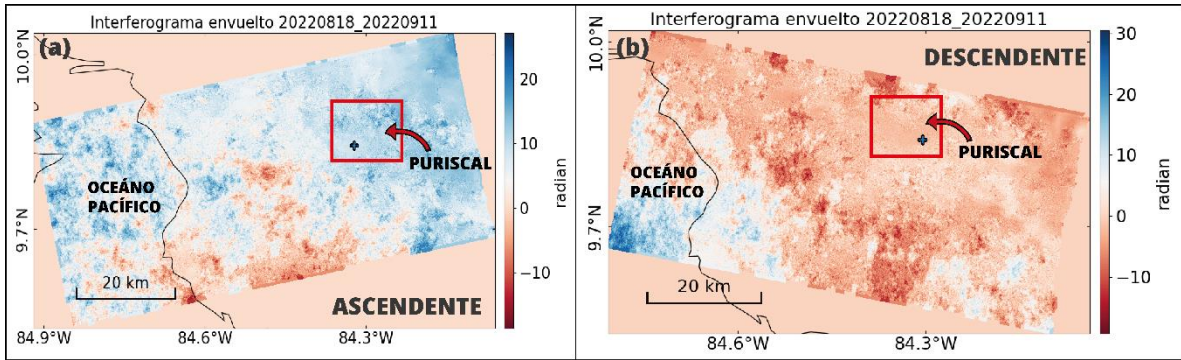 Interferograma envuelto 20220818_20220911
(a)
10.0°N
9.7°N
84.9°W
84.6°W
84.3°W
PURISCAL
OCEÁNO
PACÍFICO
20 km
ASCENDENTE
20
10
0
−10
radian
Interferograma envuelto 20220818_20220911
(b)
DESCENDENTE
10.0°N
9.7°N
84.6°W
84.3°W
PURISCAL
OCEÁNO
PACÍFICO
20 km
30
20
10
0
−10
radian